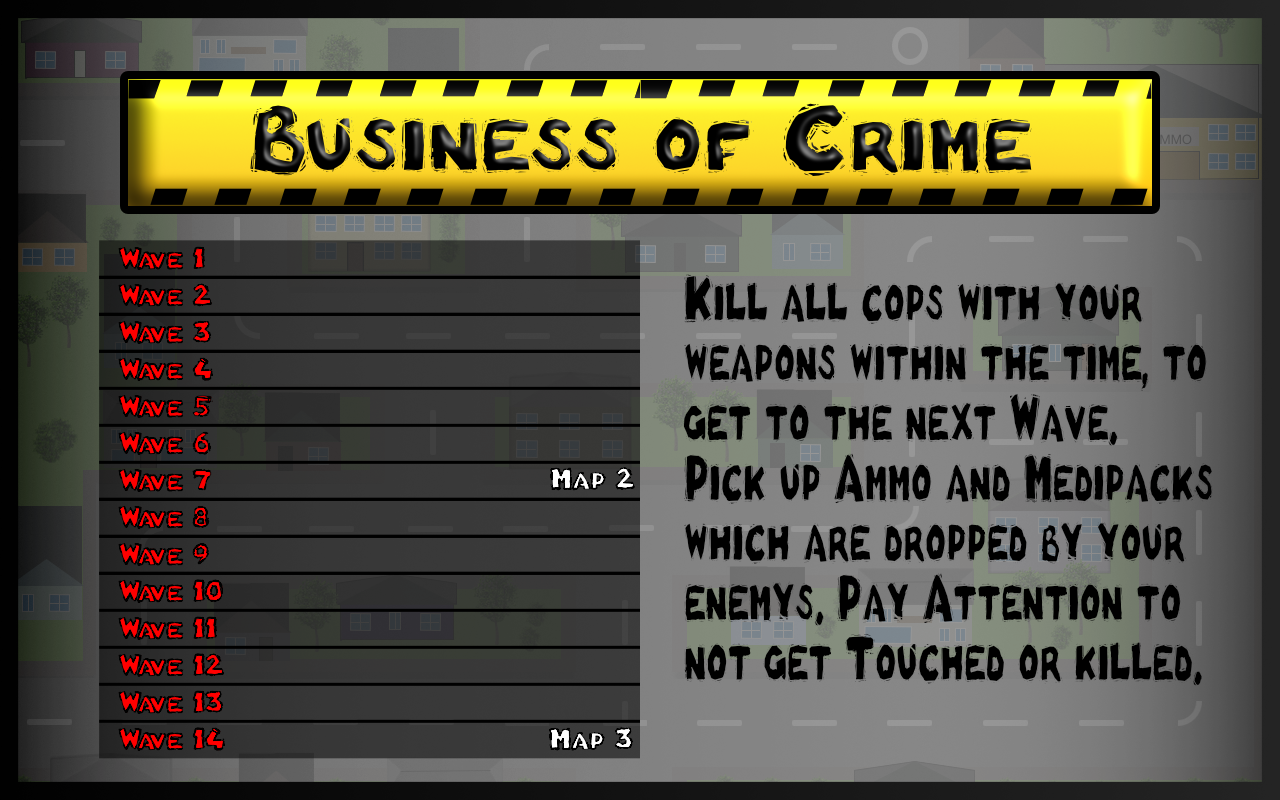 MMO
Business of Crime
Wave 1
Wave 2
Wave 3
Wave 4
Wave 5
Wave 6
Wave 7 Map 2
Wave 8
Wave 9
Wave 10
Wave 11
Wave 12
Wave 13
Wave 14 Map 3
Kill all cops with your
weapons within the time, to
get to the next Wave.
Pick up Ammo and Medipacks
which are dropped by your
enemys. Pay Attention to
not get Touched or killed.